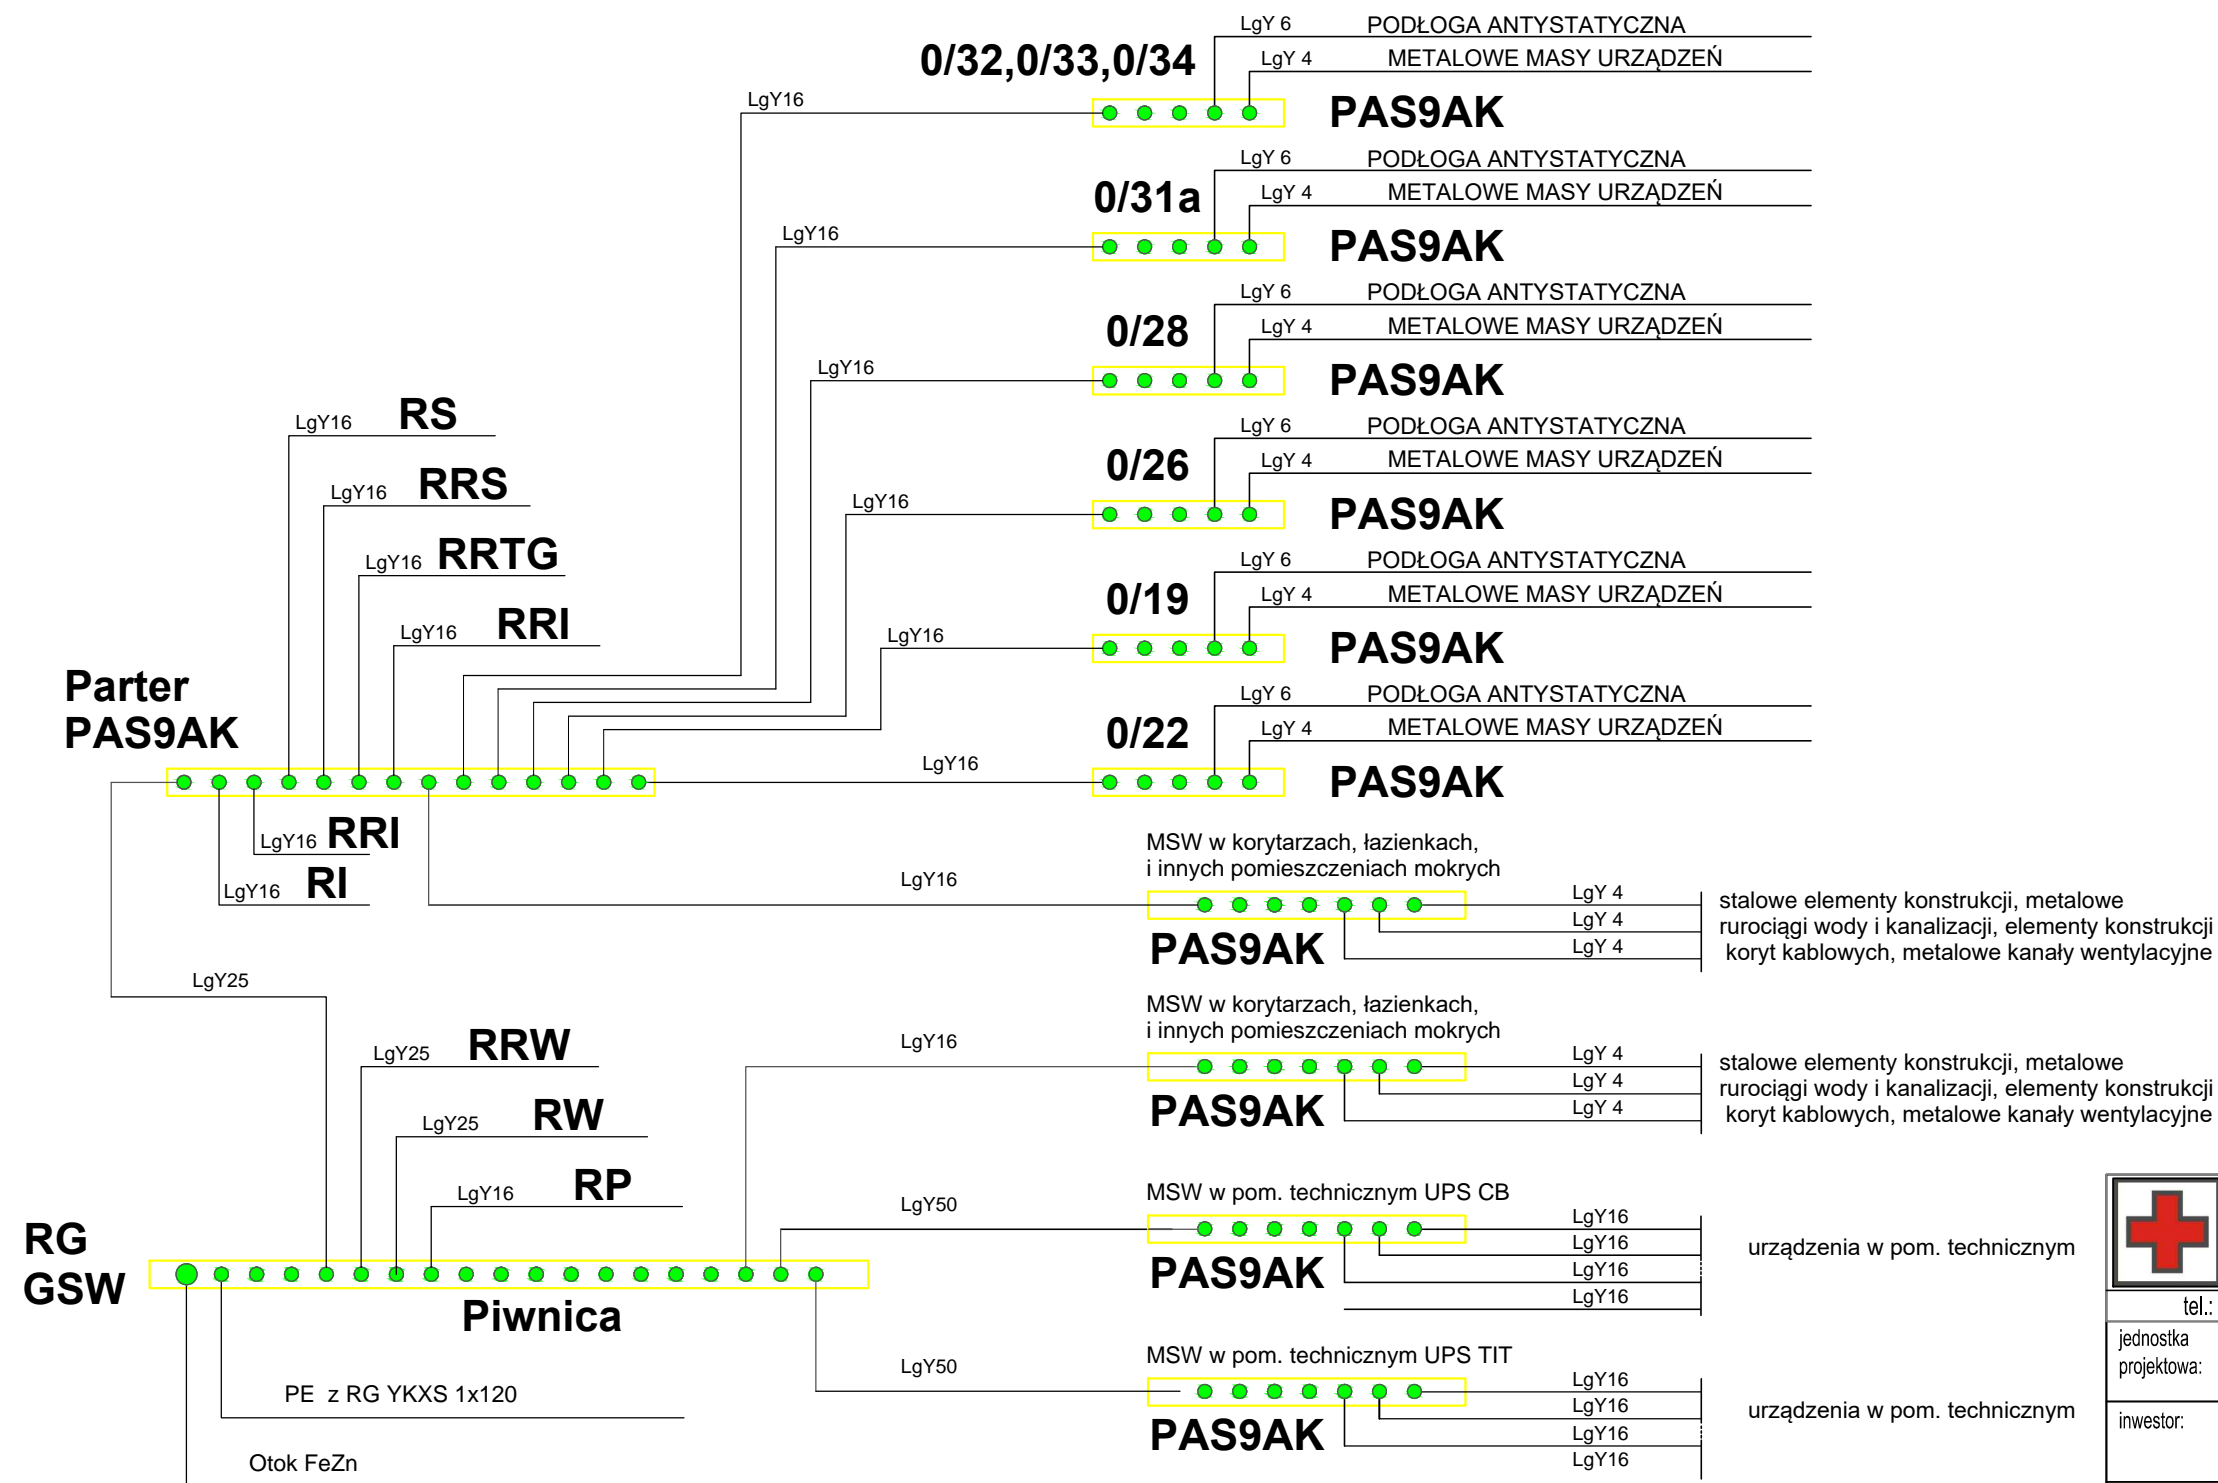 LgY 6 PODŁOGA ANTYSTATYCZNA
0/32,0/33,0/34 LgY 4 METALOWE MASY URZĄDZEŃ
LgY16 PAS9AK
LgY 6 PODŁOGA ANTYSTATYCZNA
0/31a LgY 4 METALOWE MASY URZĄDZEŃ
LgY16 PAS9AK
LgY 6 PODŁOGA ANTYSTATYCZNA
0/28 LgY 4 METALOWE MASY URZĄDZEŃ
LgY16 PAS9AK
LgY16 RS
LgY 6 PODŁOGA ANTYSTATYCZNA
0/26 LgY 4 METALOWE MASY URZĄDZEŃ
LgY16 RRS
LgY16 PAS9AK
LgY16 RRTG
LgY 6 PODŁOGA ANTYSTATYCZNA
0/19 LgY 4 METALOWE MASY URZĄDZEŃ
LgY16 RRI
LgY16 PAS9AK
Parter
PAS9AK
LgY 6 PODŁOGA ANTYSTATYCZNA
0/22 LgY 4 METALOWE MASY URZĄDZEŃ
LgY16 PAS9AK
LgY16 RRI
LgY16 RI
MSW w korytarzach, łazienkach,
i innych pomieszczeniach mokrych
LgY16
PAS9AK
LgY 4
LgY 4
LgY 4
stalowe elementy konstrukcji, metalowe
rurociągi wody i kanalizacji, elementy konstrukcji
koryt kablowych, metalowe kanały wentylacyjne
LgY25
MSW w korytarzach, łazienkach,
i innych pomieszczeniach mokrych
LgY16
PAS9AK
LgY 4
LgY 4
LgY 4
stalowe elementy konstrukcji, metalowe
rurociągi wody i kanalizacji, elementy konstrukcji
koryt kablowych, metalowe kanały wentylacyjne
LgY25 RRW
LgY25 RW
LgY16 RP
RG
GSW
Piwnica
MSW w pom. technicznym UPS CB
LgY50
PAS9AK
LgY16
LgY16
LgY16
LgY16
urządzenia w pom. technicznym
MSW w pom. technicznym UPS TIT
LgY50
PAS9AK
LgY16
LgY16
LgY16
LgY16
urządzenia w pom. technicznym
PE z RG YKXS 1x120
Otok FeZn
tel.:
jednostka
projektowa:
inwestor: